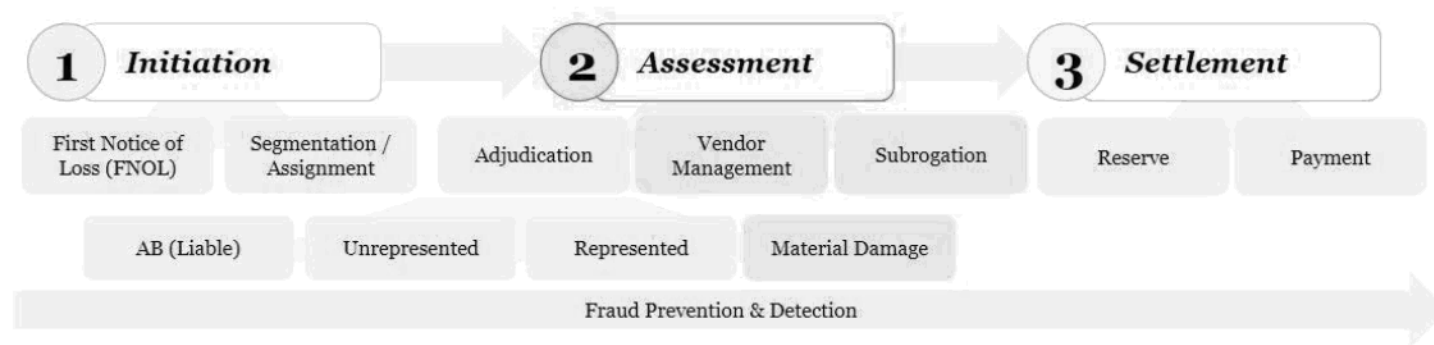 1 Initiation
2 Assessment
3 Settlement
First Notice of
Loss (FNOL)
Segmentation /
Assignment
Adjudication
Vendor
Management
Subrogation
Reserve
Payment
AB (Liable)
Unrepresented
Represented
Material Damage
Fraud Prevention & Detection